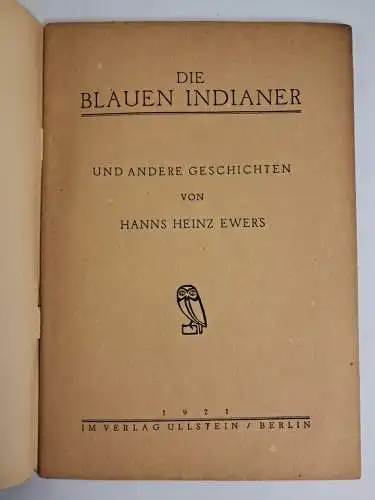 DIE
BLAUEN INDIANER
UND ANDERE GESCHICHTEN
VON
HANNS HEINZ EWERS
1921
IM VERLAG ULLSTEIN / BERLIN